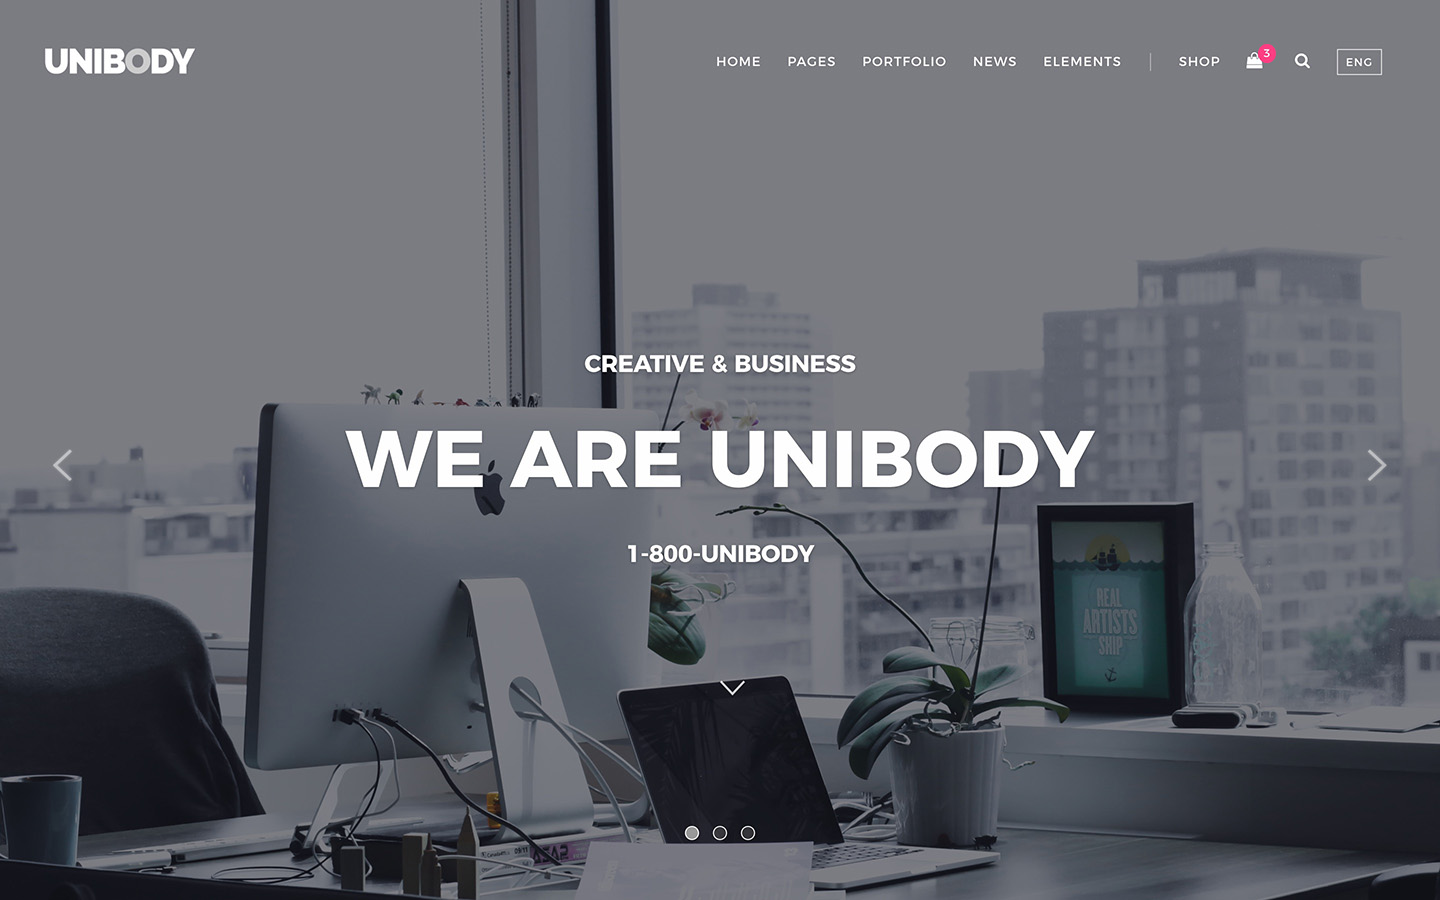 UNIBODY
HOME PAGES PORTFOLIO NEWS ELEMENTS SHOP 3 ENG
CREATIVE & BUSINESS
WE ARE UNIBODY
1-800-UNIBODY
REAL
ARTISTS
SHIP